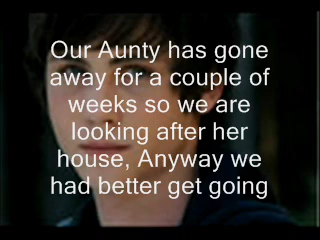 Our Aunty has gone
away for a couple of
weeks so we are
looking after her
house, Anyway we
had better get going